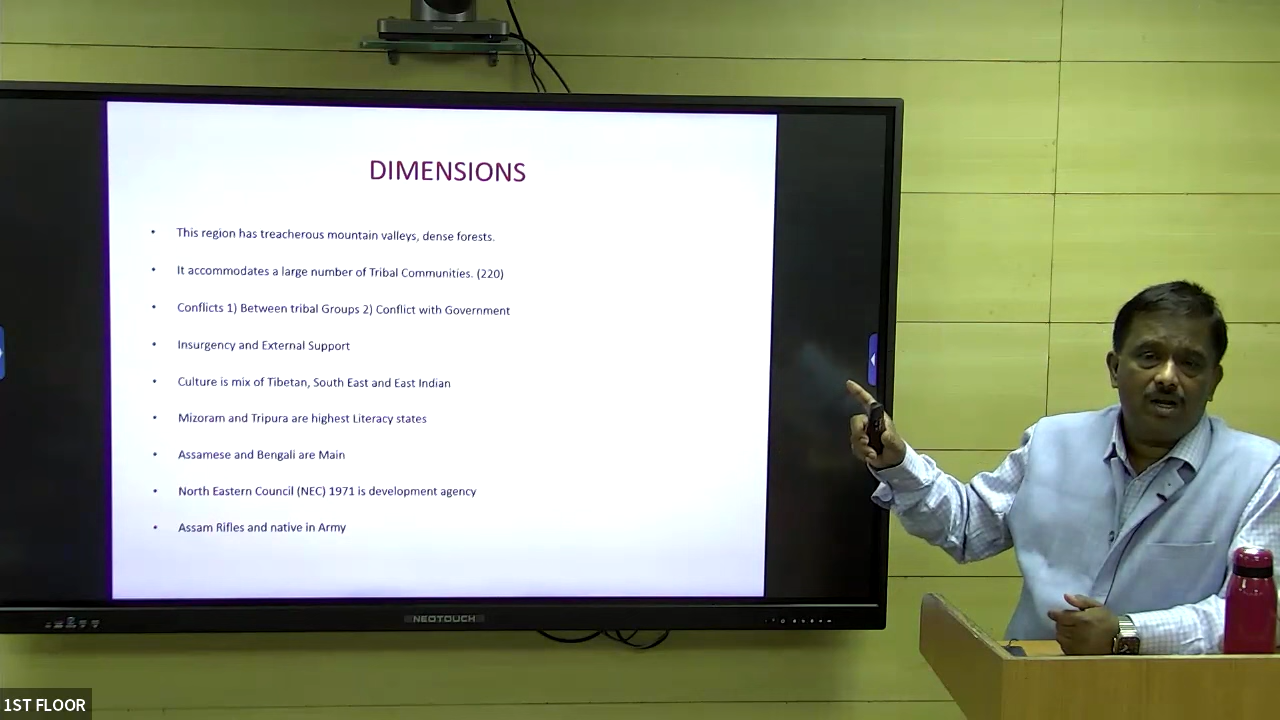 DIMENSIONS
• This region has treacherous mountain valleys, dense forests.
• It accommodates a large number of Tribal Communities. (220)
• Conflicts 1) Between tribal Groups 2) Conflict with Government
• Insurgency and External Support
• Culture is mix of Tibetan, South East and East Indian
• Mizoram and Tripura are highest Literacy states
• Assamese and Bengali are Main
• North Eastern Council (NEC) 1971 is development agency
• Assam Rifles and native in Army
NEOTOUCH
1ST FLOOR